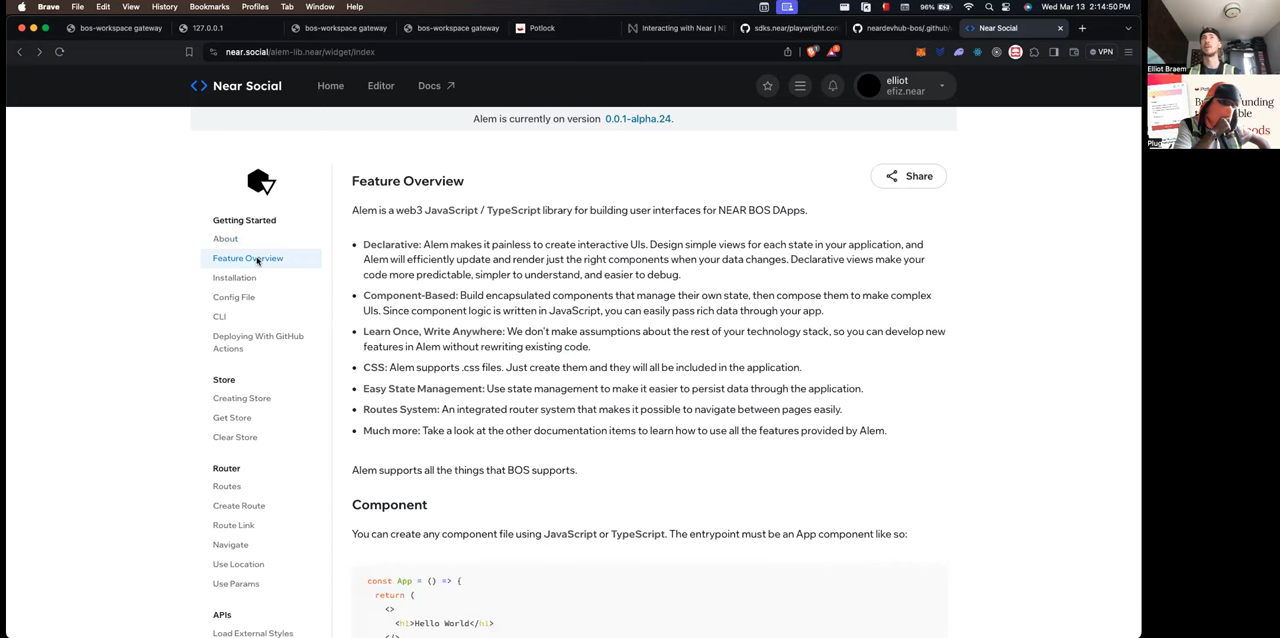 Brave File Edit View History Bookmarks Profiles Tab Window Help
96% Wed Mar 13 2:14:50 PM
bos-workspace gateway
127.0.0.1
bos-workspace gateway
bos-workspace gateway
Potlock
Interacting with Near | N
sdks.near/playwright.con
neardevhub-bos/.github/
Near Social
near.social/alem-lib.near/widget/Index
VPN
Near Social
Home
Editor
Docs
elliot
efiz.near
Alem is currently on version 0.0.1-alpha.24.
Getting Started
About
Feature Overview
Installation
Config File
CLI
Deploying With GitHub
Actions
Store
Creating Store
Get Store
Clear Store
Router
Routes
Create Route
Route Link
Navigate
Use Location
Use Params
APIs
Load External Styles
Feature Overview
Share
Alem is a web3 JavaScript / TypeScript library for building user interfaces for NEAR BOS DApps.
• Declarative: Alem makes it painless to create interactive UIs. Design simple views for each state in your application, and
Alem will efficiently update and render just the right components when your data changes. Declarative views make your
code more predictable, simpler to understand, and easier to debug.
• Component-Based: Build encapsulated components that manage their own state, then compose them to make complex
UIs. Since component logic is written in JavaScript, you can easily pass rich data through your app.
• Learn Once, Write Anywhere: We don't make assumptions about the rest of your technology stack, so you can develop new
features in Alem without rewriting existing code.
• CSS: Alem supports .css files. Just create them and they will all be included in the application.
• Easy State Management: Use state management to make it easier to persist data through the application.
• Routes System: An integrated router system that makes it possible to navigate between pages easily.
• Much more: Take a look at the other documentation items to learn how to use all the features provided by Alem.
Alem supports all the things that BOS supports.
Component
You can create any component file using JavaScript or TypeScript. The entrypoint must be an App component like so:
const App = () => {
return (
<>
<h1>Hello World</h1>
</>
Elliot Braem
Plug